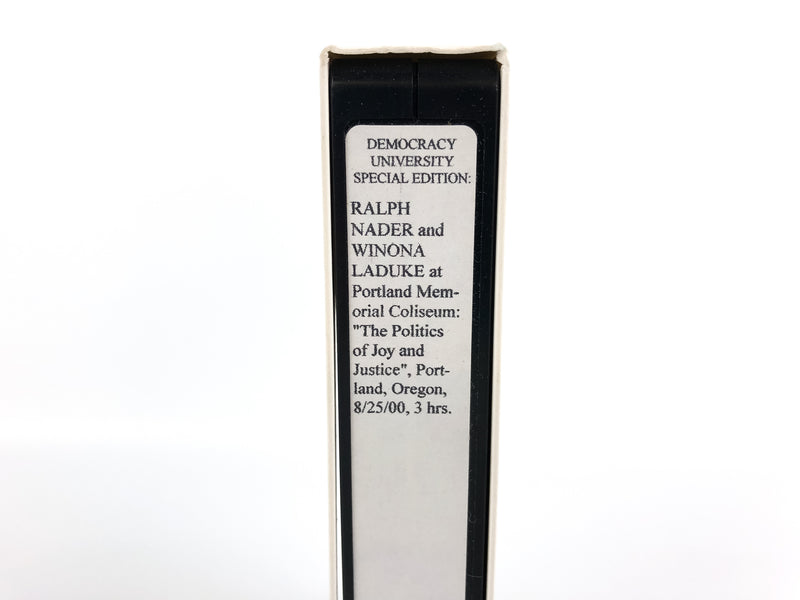 DEMOCRACY
UNIVERSITY
SPECIAL EDITION:
RALPH
NADER and
WINONA
LADUKE at
Portland Mem-
orial Coliseum:
"The Politics
of Joy and
Justice", Port-
land, Oregon,
8/25/00, 3 hrs.